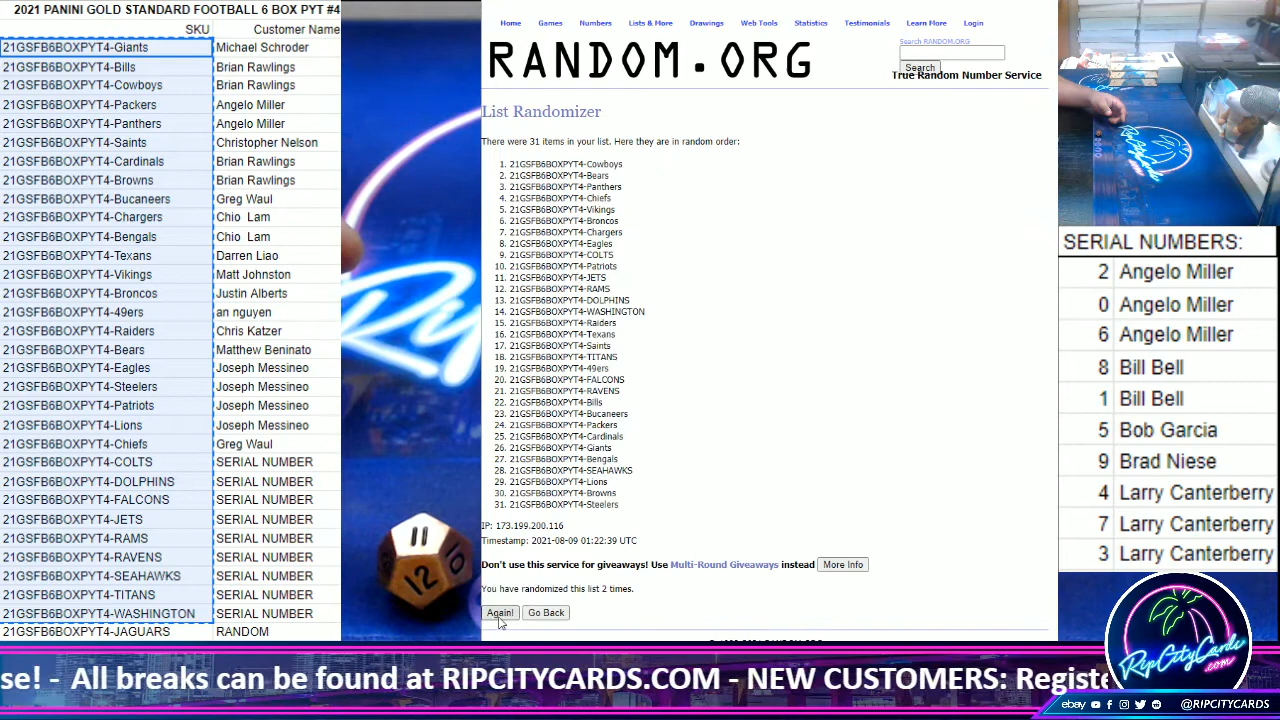 2021 PANINI GOLD STANDARD FOOTBALL 6 BOX PYT #4
SKU Customer Name
21GSFB6BOXPYT4-Giants Michael Schroder
21GSFB6BOXPYT4-Bills Brian Rawlings
21GSFB6BOXPYT4-Cowboys Brian Rawlings
21GSFB6BOXPYT4-Packers Angelo Miller
21GSFB6BOXPYT4-Panthers Angelo Miller
21GSFB6BOXPYT4-Saints Christopher Nelson
21GSFB6BOXPYT4-Cardinals Brian Rawlings
21GSFB6BOXPYT4-Browns Brian Rawlings
21GSFB6BOXPYT4-Bucaneers Greg Waul
21GSFB6BOXPYT4-Chargers Chio Lam
21GSFB6BOXPYT4-Bengals Chio Lam
21GSFB6BOXPYT4-Texans Darren Liao
21GSFB6BOXPYT4-Vikings Matt Johnston
21GSFB6BOXPYT4-Broncos Justin Alberts
21GSFB6BOXPYT4-49ers an nguyen
21GSFB6BOXPYT4-Raiders Chris Katzer
21GSFB6BOXPYT4-Bears Matthew Beninato
21GSFB6BOXPYT4-Eagles Joseph Messineo
21GSFB6BOXPYT4-Steelers Joseph Messineo
21GSFB6BOXPYT4-Patriots Joseph Messineo
21GSFB6BOXPYT4-Lions Joseph Messineo
21GSFB6BOXPYT4-Chiefs Greg Waul
21GSFB6BOXPYT4-COLTS SERIAL NUMBER
21GSFB6BOXPYT4-DOLPHINS SERIAL NUMBER
21GSFB6BOXPYT4-FALCONS SERIAL NUMBER
21GSFB6BOXPYT4-JETS SERIAL NUMBER
21GSFB6BOXPYT4-RAMS SERIAL NUMBER
21GSFB6BOXPYT4-RAVENS SERIAL NUMBER
21GSFB6BOXPYT4-SEAHAWKS SERIAL NUMBER
21GSFB6BOXPYT4-TITANS SERIAL NUMBER
21GSFB6BOXPYT4-WASHINGTON SERIAL NUMBER
21GSFB6BOXPYT4-JAGUARS RANDOM
11
10
12
Home Games Numbers Lists & More Drawings Web Tools Statistics Testimonials Learn More Login
RANDOM.ORG
Search RANDOM.ORG
Search
True Random Number Service
List Randomizer
There were 31 items in your list. Here they are in random order:
1. 21GSFB6BOXPYT4-Cowboys
2. 21GSFB6BOXPYT4-Bears
3. 21GSFB6BOXPYT4-Panthers
4. 21GSFB6BOXPYT4-Chiefs
5. 21GSFB6BOXPYT4-Vikings
6. 21GSFB6BOXPYT4-Broncos
7. 21GSFB6BOXPYT4-Chargers
8. 21GSFB6BOXPYT4-Eagles
9. 21GSFB6BOXPYT4-COLTS
10. 21GSFB6BOXPYT4-Patriots
11. 21GSFB6BOXPYT4-JETS
12. 21GSFB6BOXPYT4-RAMS
13. 21GSFB6BOXPYT4-DOLPHINS
14. 21GSFB6BOXPYT4-WASHINGTON
15. 21GSFB6BOXPYT4-Raiders
16. 21GSFB6BOXPYT4-Texans
17. 21GSFB6BOXPYT4-Saints
18. 21GSFB6BOXPYT4-TITANS
19. 21GSFB6BOXPYT4-49ers
20. 21GSFB6BOXPYT4-FALCONS
21. 21GSFB6BOXPYT4-RAVENS
22. 21GSFB6BOXPYT4-Bills
23. 21GSFB6BOXPYT4-Bucaneers
24. 21GSFB6BOXPYT4-Packers
25. 21GSFB6BOXPYT4-Cardinals
26. 21GSFB6BOXPYT4-Giants
27. 21GSFB6BOXPYT4-Bengals
28. 21GSFB6BOXPYT4-SEAHAWKS
29. 21GSFB6BOXPYT4-Lions
30. 21GSFB6BOXPYT4-Browns
31. 21GSFB6BOXPYT4-Steelers
IP: 173.199.200.116
Timestamp: 2021-08-09 01:22:39 UTC
Don't use this service for giveaways! Use Multi-Round Giveaways instead More Info
You have randomized this list 2 times.
Again! Go Back
SERIAL NUMBERS:
2 Angelo Miller
0 Angelo Miller
6 Angelo Miller
8 Bill Bell
1 Bill Bell
5 Bob Garcia
9 Brad Niese
4 Larry Canterberry
7 Larry Canterberry
3 Larry Canterberry
RipCityCards
.com
se! - All breaks can be found at RIPCITYCARDS.COM - NEW CUSTOMERS: Registe
ebay @RIPCITYCARDS